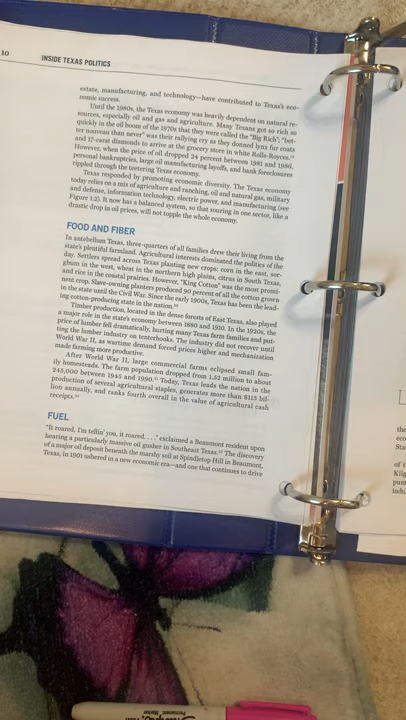 10 INSIDE TEXAS POLITICS
estate, manufacturing, and technology—have contributed to Texas's eco-
nomic success.
Until the 1980s, the Texas economy was heavily dependent on natural re-
sources, especially oil and gas and agriculture. Many Texans got so rich so
quickly in the oil boom of the 1970s that they were called the "Big Rich"; "bet-
ter nouveau than never" was their rallying cry as they donned lynx fur coats
and 17-carat diamonds to arrive at the grocery store in white Rolls-Royces.
However, when the price of oil dropped 24 percent between 1981 and 1986,
personal bankruptcies, large oil manufacturing layoffs, and bank foreclosures
rippled through the teetering Texas economy.
Texas responded by promoting economic diversity. The Texas economy
today relies on a mix of agriculture and ranching, oil and natural gas, military
and defense, information technology, electric power, and manufacturing (see
Figure 1.2). It now has a balanced system, so that souring in one sector, like a
drastic drop in oil prices, will not topple the whole economy.
FOOD AND FIBER
In antebellum Texas, three-quarters of all families drew their living from the
state's plentiful farmland. Agricultural interests dominated the politics of the
day. Settlers spread across Texas planting new crops: corn in the east, sor-
ghum in the west, wheat in the northern high plains, citrus in South Texas,
and rice in the coastal prairies. However, "King Cotton" was the most promi-
nent crop. Slave-owning planters produced 90 percent of all the cotton grown
in the state until the Civil War. Since the early 1900s, Texas has been the lead-
ing cotton-producing state in the nation.
Timber production, located in the dense forests of East Texas, also played
a major role in the state's economy between 1880 and 1910. In the 1920s, the
price of lumber fell dramatically, hurting many Texas farm families and put-
ting the lumber industry on tenterhooks. The industry did not recover until
World War II, as wartime demand forced prices higher and mechanization
made farming more productive.
After World War II, large commercial farms eclipsed small fam-
ily homesteads. The farm population dropped from 1.52 million to about
245,000 between 1945 and 1990. Today, Texas leads the nation in the
production of several agricultural staples, generates more than $115 bil-
lion annually, and ranks fourth overall in the value of agricultural cash
receipts.
FUEL
"It roared, I'm tellin' you, it roared. . . ." exclaimed a Beaumont resident upon
hearing a particularly massive oil gusher in Southeast Texas. The discovery
of a major oil deposit beneath the marshy soil at Spindletop Hill in Beaumont,
Texas, in 1901 ushered in a new economic era—and one that continues to drive
the
eco
Sta
of t
Kilg
pum
indu
Permanent Marker